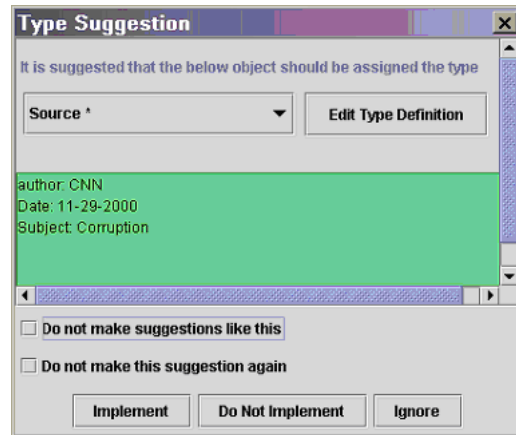 Type Suggestion
It is suggested that the below object should be assigned the type
Source *
Edit Type Definition
author: CNN
Date: 11-29-2000
Subject: Corruption
Do not make suggestions like this
Do not make this suggestion again
Implement
Do Not Implement
Ignore